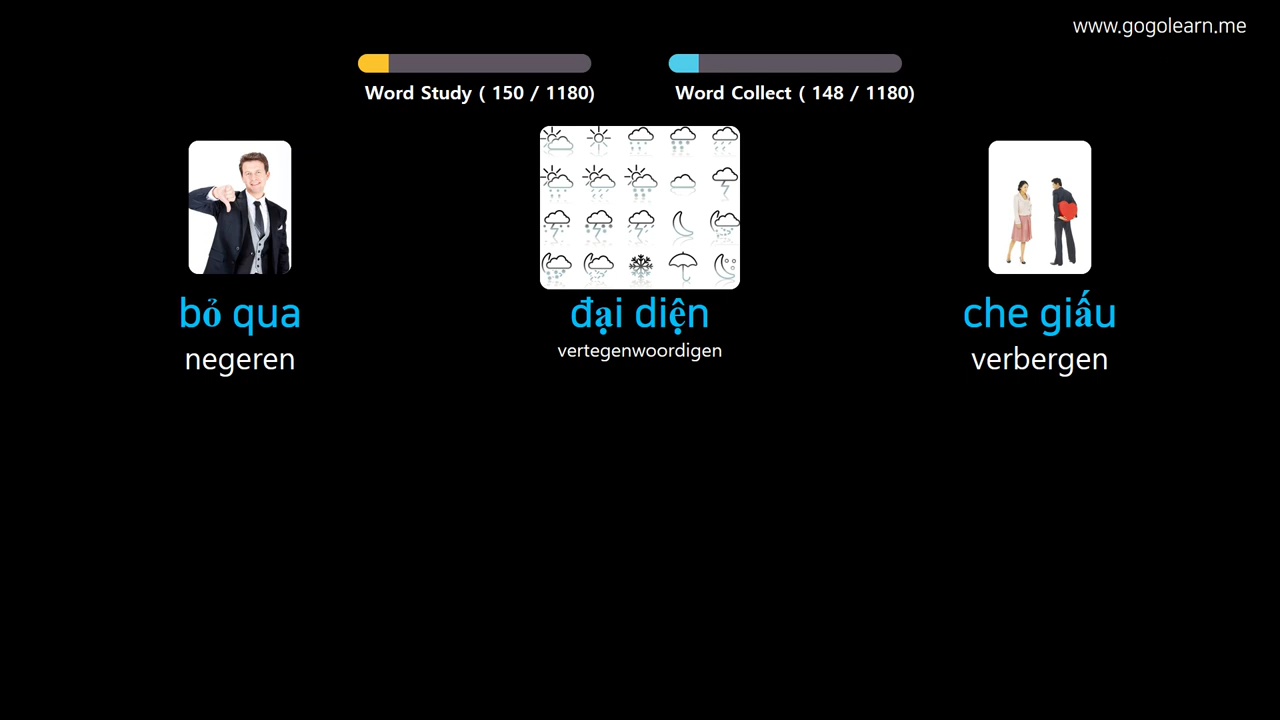 www.gogolearn.me
Word Study ( 150 / 1180)
Word Collect ( 148 / 1180)
bỏ qua
negeren
đại diện
vertegenwoordigen
che giấu
verbergen